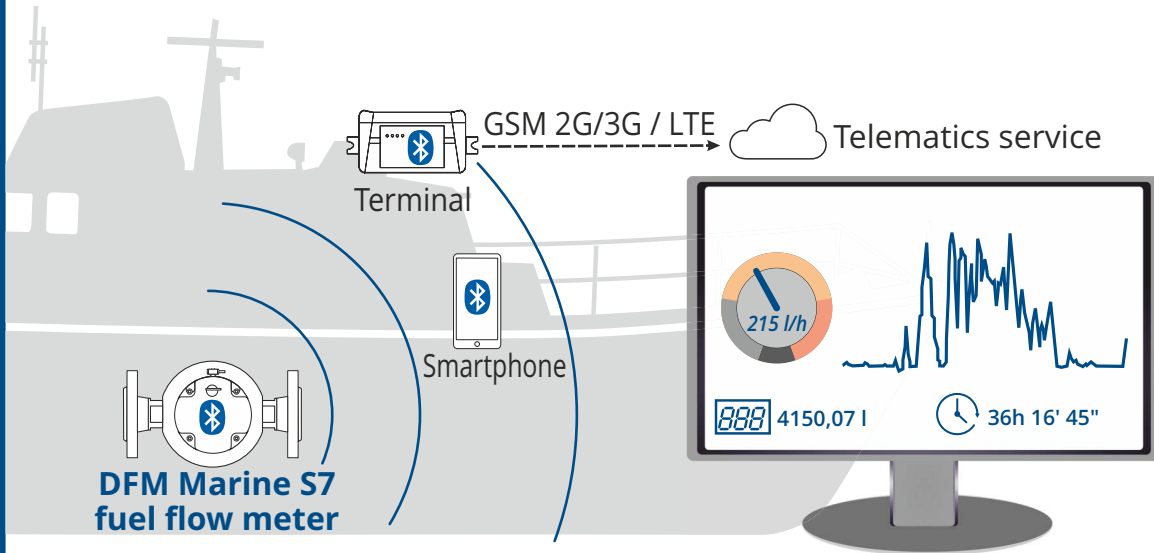 GSM 2G/3G / LTE
Telematics service
Terminal
Smartphone
DFM Marine S7
fuel flow meter
215 l/h
888 4150,07 l
36h 16' 45"